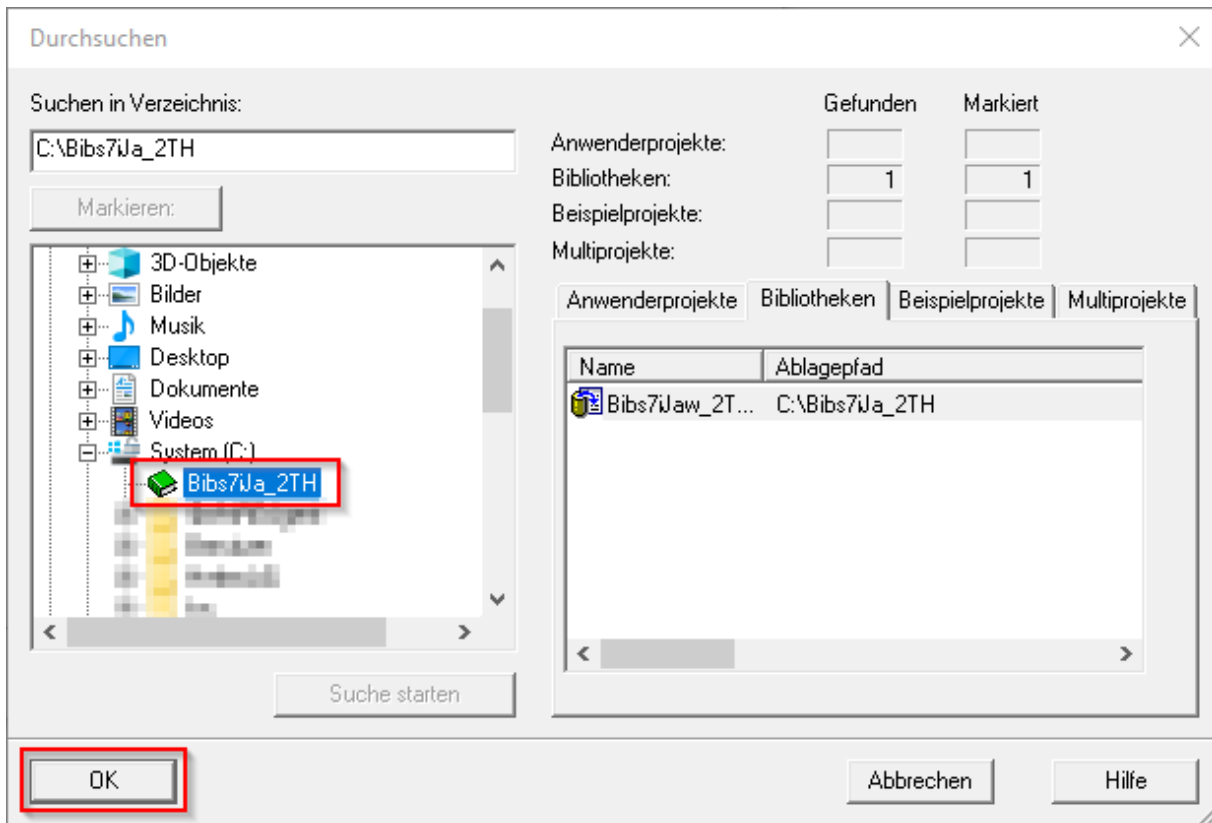 Durchsuchen
Suchen in Verzeichnis:
C:\Bibs7iJa_2TH
Markieren:
3D-Objekte
Bilder
Musik
Desktop
Dokumente
Videos
System (C:)
Bibs7iJa_2TH
Suche starten
Gefunden Markiert
Anwenderprojekte:
Bibliotheken: 1 1
Beispielprojekte:
Multiprojekte:
Anwenderprojekte Bibliotheken Beispielprojekte Multiprojekte
Name Ablagepfad
Bibs7iJaw_2T... C:\Bibs7iJa_2TH
OK Abbrechen Hilfe